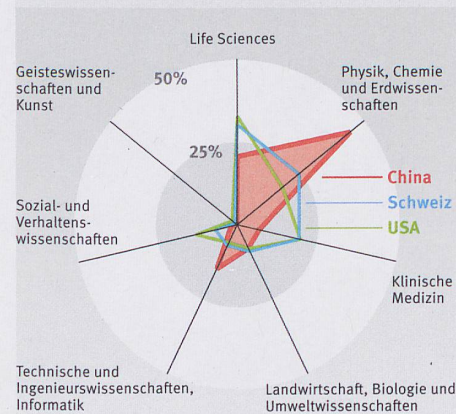 Life Sciences
Geisteswissen-
schaften und
Kunst
50%
Physik, Chemie
und Erdwissen-
schaften
25%
China
Schweiz
USA
Sozial- und
Verhaltens-
wissenschaften
Klinische
Medizin
Technische und
Ingenieurswissenschaften,
Informatik
Landwirtschaft, Biologie und
Umweltwissenschaften